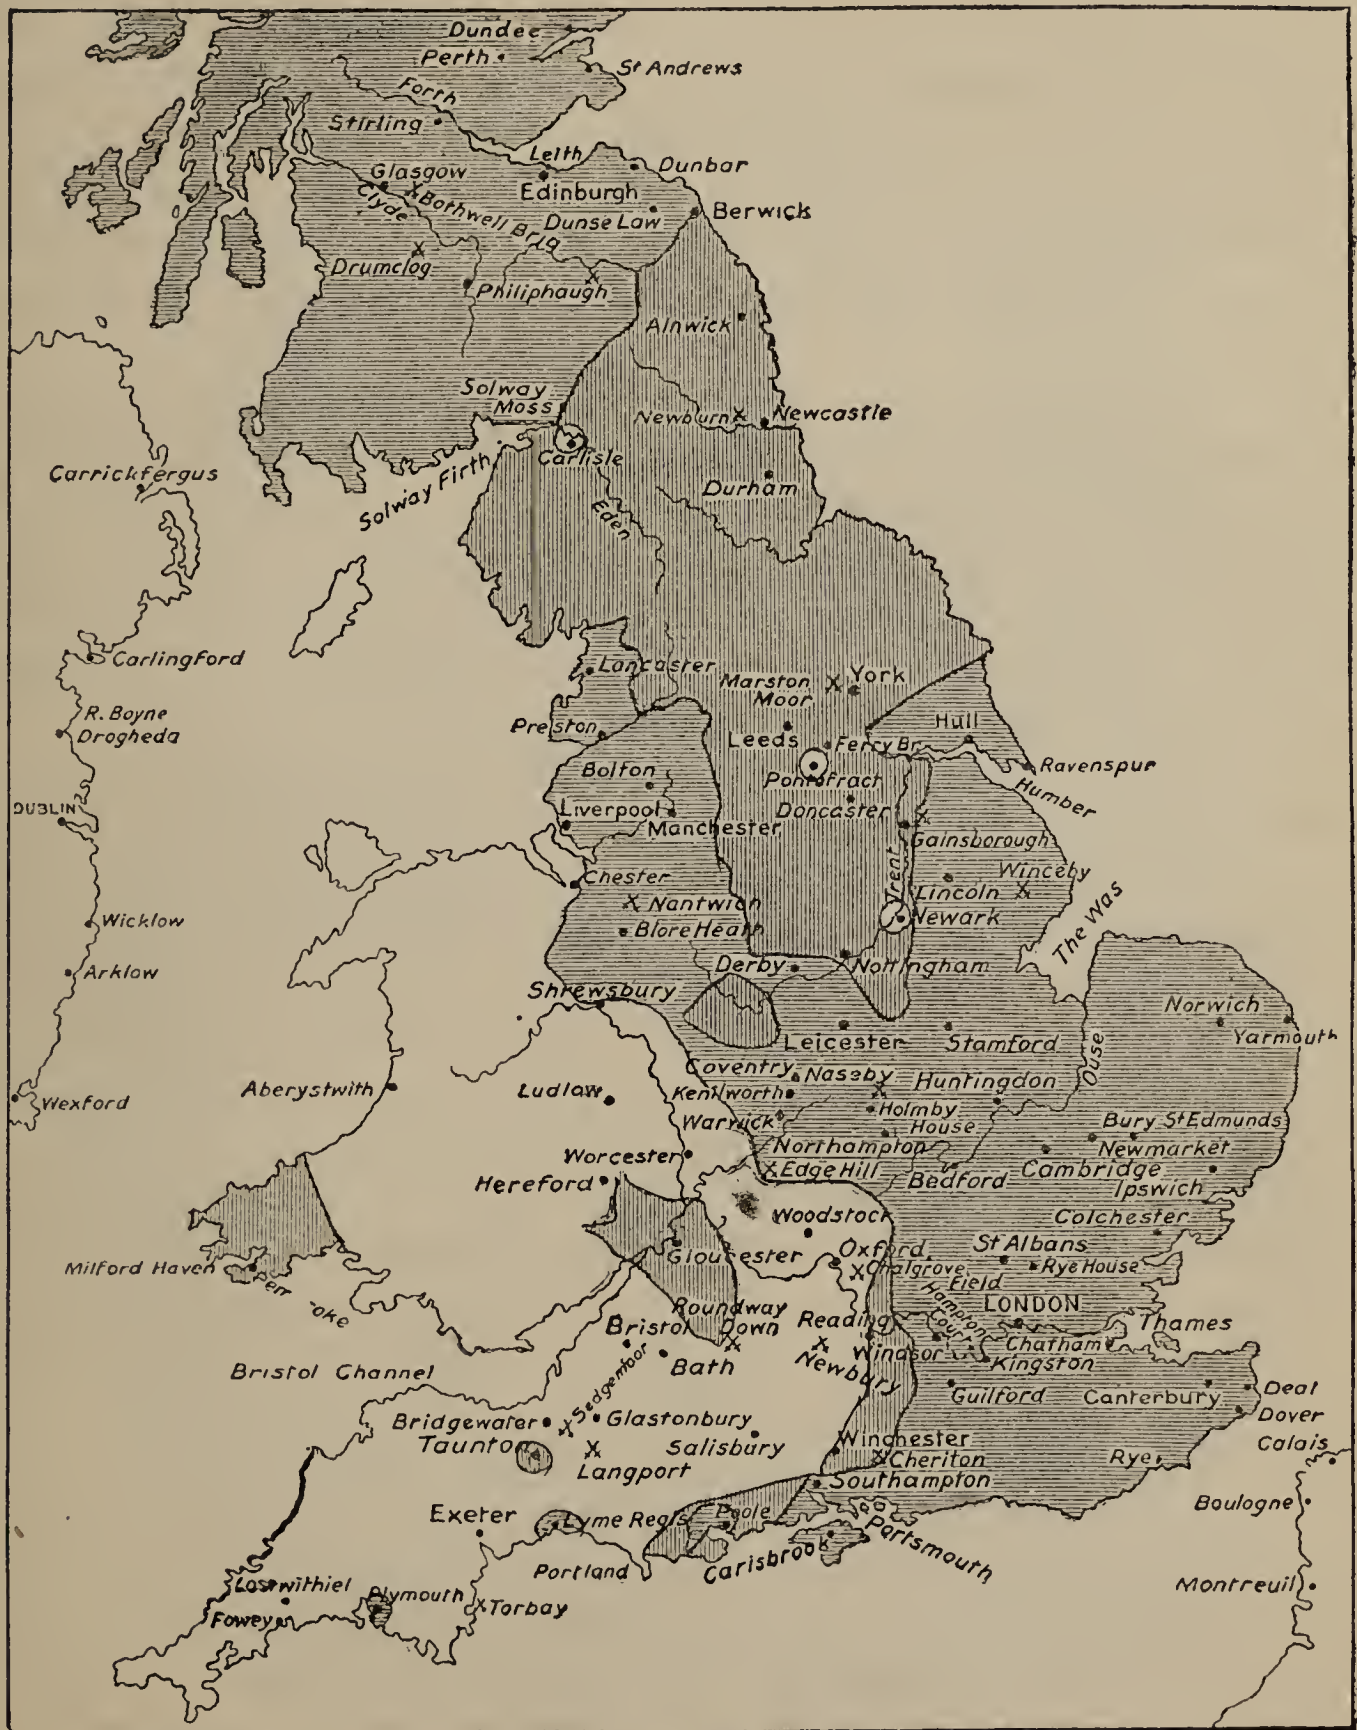 Dundee
Perth
St Andrews
Forth
Stirling
Leith
Dunbar
Glasgow
Edinburgh
Clyde
Bothwell Brig
Dunse Law
Berwick
Drumclog
Philiphaugh
Alnwick
Solway
Moss
Newburn
Newcastle
Carlisle
Carrickfergus
Solway Firth
Durham
Eden
Carlingford
Lancaster
Marston
Moor
York
R. Boyne
Drogheda
Preston
Hull
Leeds
Ferry Br.
Ravenspur
Bolton
Pontefract
Humber
DUBLIN
Liverpool
Doncaster
Manchester
Gainsborough
Trent
Winceby
Chester
Lincoln
Nantwich
Newark
Wicklow
Blore Heath
The Was
Arklow
Derby
Nottingham
Shrewsbury
Norwich
Yarmouth
Leicester
Stamford
Ouse
Coventry
Naseby
Huntingdon
Aberystwith
Ludlow
Kenilworth
Wexford
Holmby
House
Warwick
Bury St Edmunds
Northampton
Newmarket
Worcester
Edge Hill
Cambridge
Hereford
Bedford
Ipswich
Woodstock
Colchester
Gloucester
Oxford
St Albans
Milford Haven
Chalgrove
Field
Rye House
Hampton
Court
LONDON
Roundway
Down
Reading
Thames
Bristol
Windsor
Chatham
Newbury
Kingston
Bristol Channel
Bath
Sedgemoor
Guilford
Canterbury
Deal
Dover
Bridgewater
Glastonbury
Taunton
Salisbury
Winchester
Calais
Langport
Cheriton
Rye
Southampton
Boulogne
Exeter
Lyme Regis
Poole
Portsmouth
Portland
Carisbrook
Lostwithiel
Plymouth
Montreuil
Fowey
Torbay